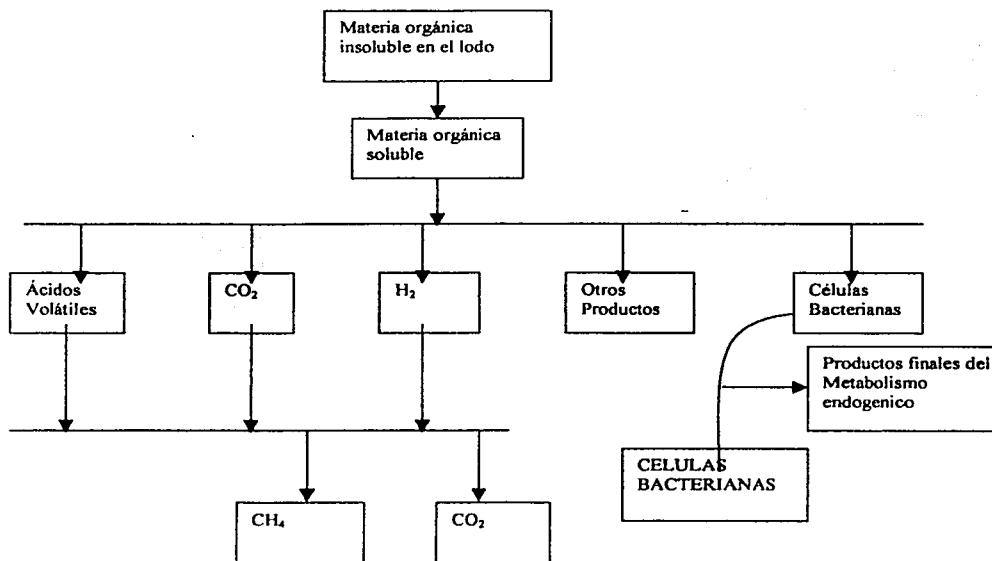 Materia orgánica
insoluble en el lodo
Materia orgánica
soluble
Ácidos
Volátiles
CO₂
H₂
Otros
Productos
Células
Bacterianas
Productos finales del
Metabolismo
endogenico
CELULAS
BACTERIANAS
CH₄
CO₂